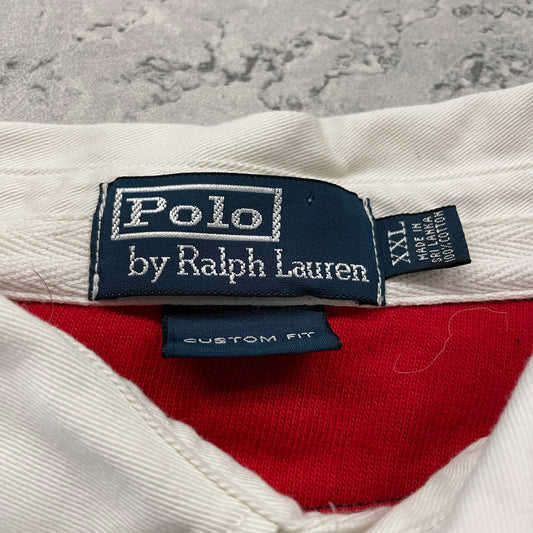 Polo
by Ralph Lauren
XXL
MADE IN
SRI LANKA
100% COTTON
CUSTOM FIT